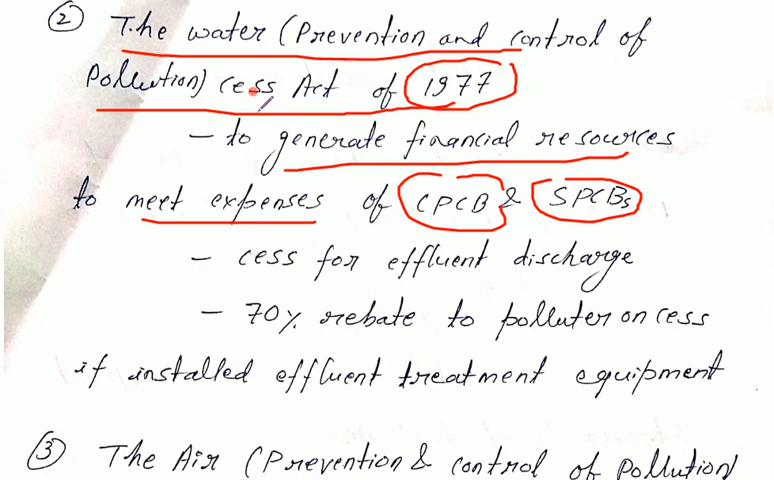 ② The water (Prevention and control of
Pollution) cess Act of 1977
- to generate financial resources
to meet expenses of CPCB & SPCBs
- cess for effluent discharge
- 70% rebate to polluter on cess
if installed effluent treatment equipment
③ The Air (Prevention & control of Pollution)